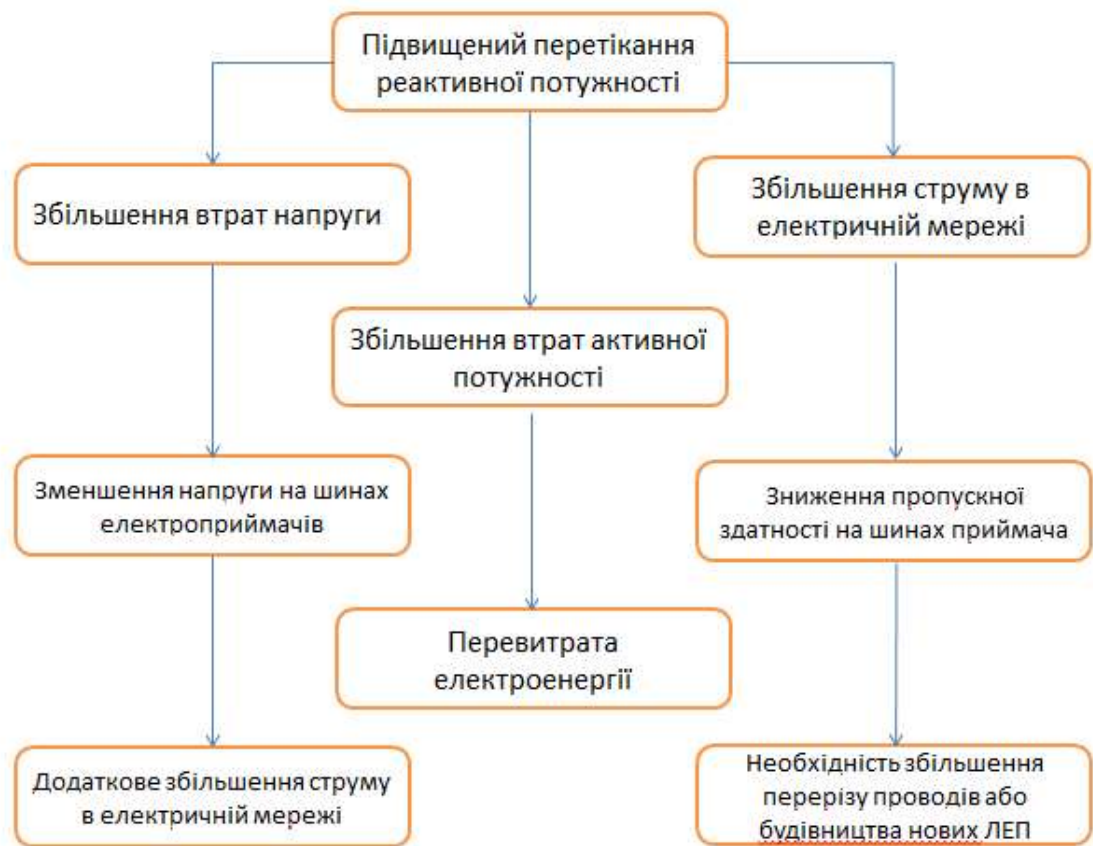 Підвищений перетікання
реактивної потужності
Збільшення втрат напруги
Збільшення струму в
електричній мережі
Збільшення втрат активної
потужності
Зменшення напруги на шинах
електроприймачів
Зниження пропускної
здатності на шинах приймача
Перевитрата
електроенергії
Додаткове збільшення струму
в електричній мережі
Необхідність збільшення
перерізу проводів або
будівництва нових ЛЕП